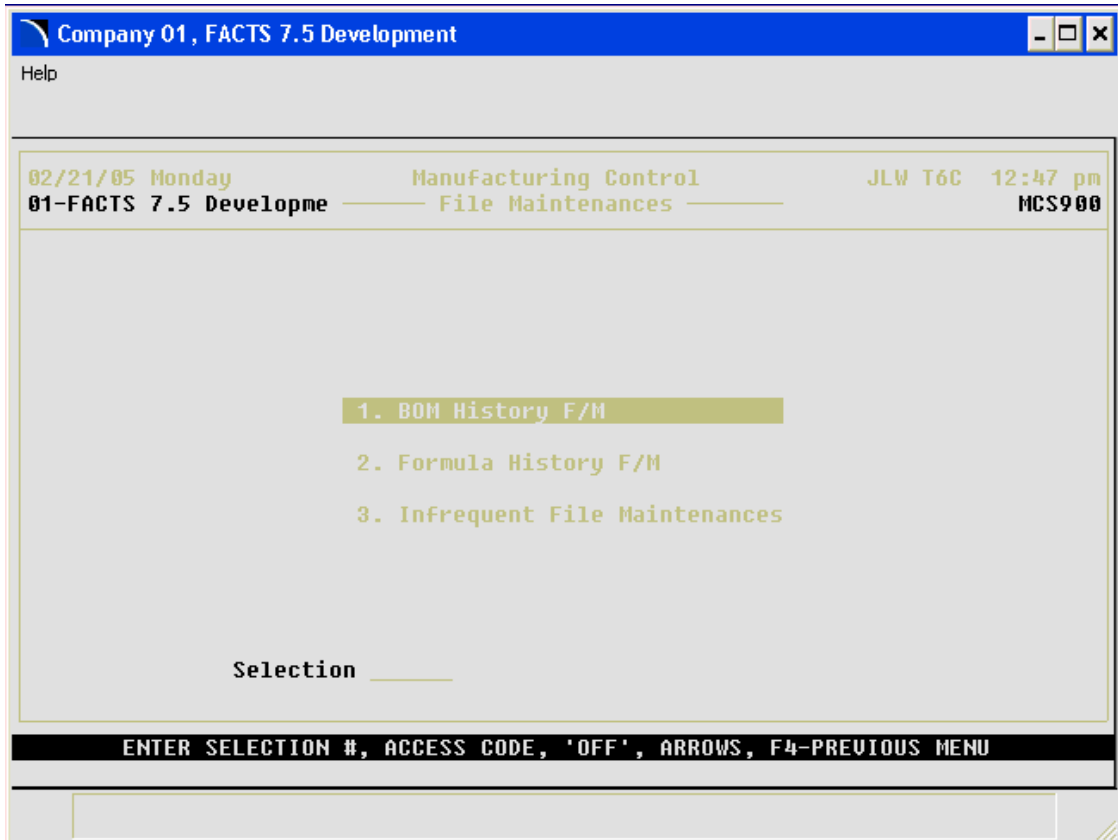 Company 01, FACTS 7.5 Development
Help
02/21/05 Monday Manufacturing Control JLW T6C 12:47 pm
01-FACTS 7.5 Developme File Maintenances MCS900
1. BOM History F/M
2. Formula History F/M
3. Infrequent File Maintenances
Selection
ENTER SELECTION #, ACCESS CODE, 'OFF', ARROWS, F4-PREVIOUS MENU